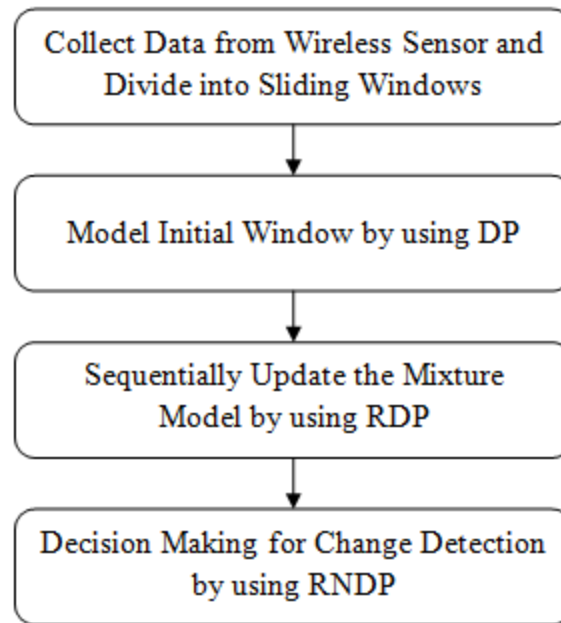 Collect Data from Wireless Sensor and
Divide into Sliding Windows
Model Initial Window by using DP
Sequentially Update the Mixture
Model by using RDP
Decision Making for Change Detection
by using RNDP